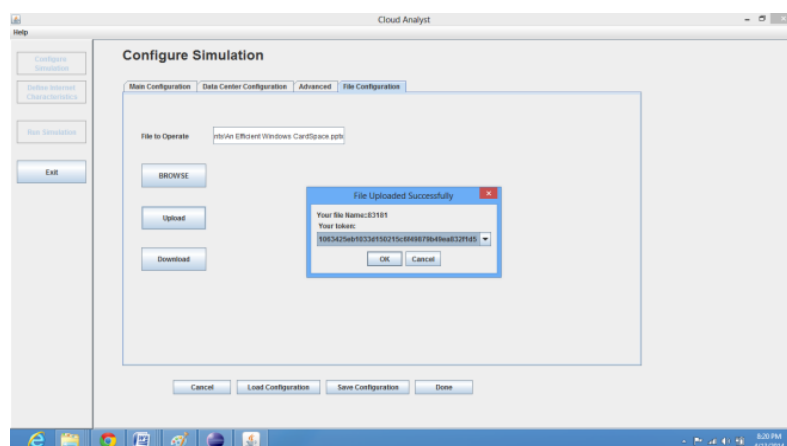 Cloud Analyst
Help
Configure Simulation
Configure
Simulation
Define Internet
Characteristics
Run Simulation
Exit
Main Configuration Data Center Configuration Advanced File Configuration
File to Operate nts\An Efficient Windows CardSpace.pptx
BROWSE
Upload
Download
File Uploaded Successfully
Your file Name::83181
Your token:
OK Cancel
Cancel Load Configuration Save Configuration Done
6:20 PM